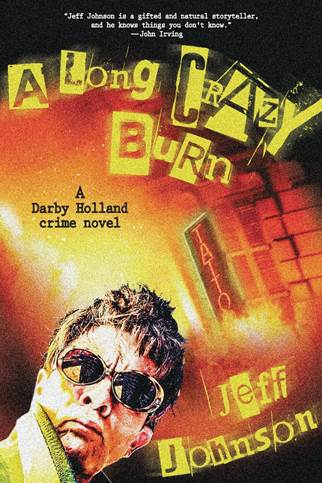 "Jeff Johnson is a gifted and natural storyteller,
and he knows things you don't know."
—John Irving
A Long CRAZY
BuRn
A
Darby Holland
crime novel
TATTOO
Jeff
Johnson